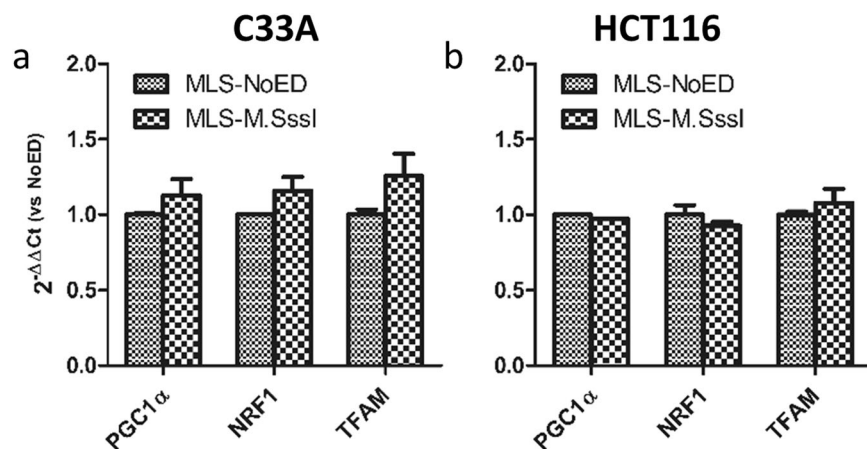 C33A
HCT116
a
b
2-ΔΔCt (vs NoED)
2.0
1.5
1.0
0.5
0.0
MLS-NoED
MLS-M.SssI
PGC1α
NRF1
TFAM
2.0
1.5
1.0
0.5
0.0
MLS-NoED
MLS-M.SssI
PGC1α
NRF1
TFAM